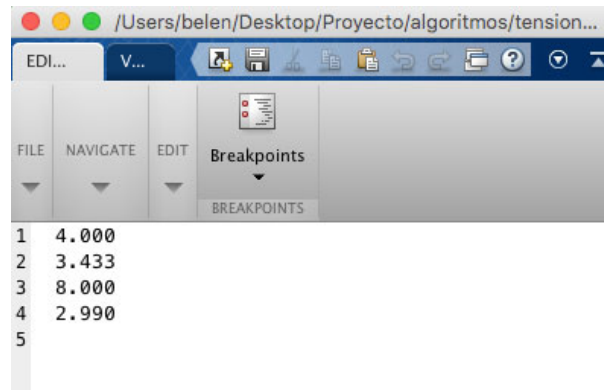 /Users/belen/Desktop/Proyecto/algoritmos/tension...
EDI... V...
FILE NAVIGATE EDIT Breakpoints
BREAKPOINTS
1 4.000
2 3.433
3 8.000
4 2.990
5